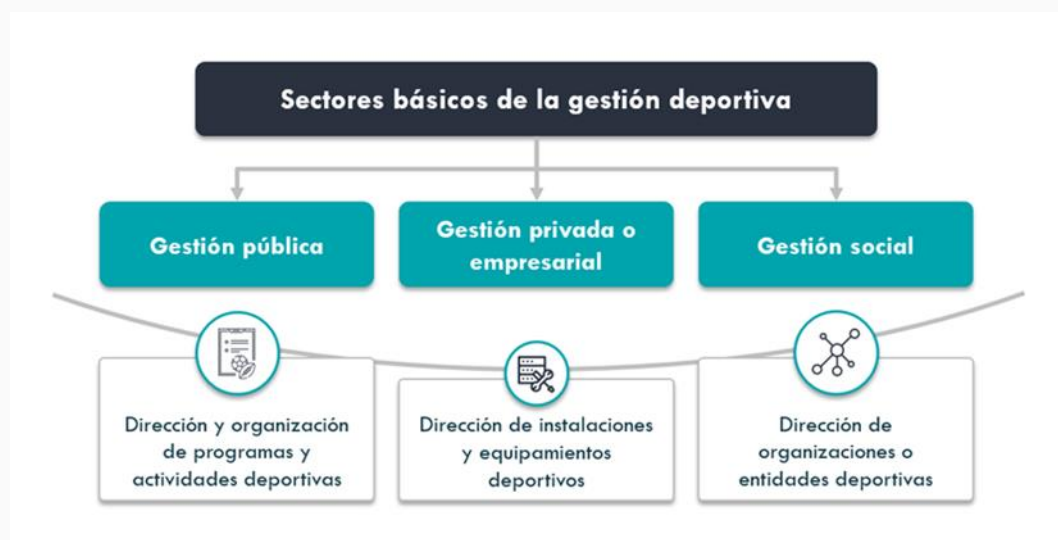 Sectores básicos de la gestión deportiva
Gestión pública
Gestión privada o
empresarial
Gestión social
Dirección y organización
de programas y
actividades deportivas
Dirección de instalaciones
y equipamientos
deportivos
Dirección de
organizaciones o
entidades deportivas